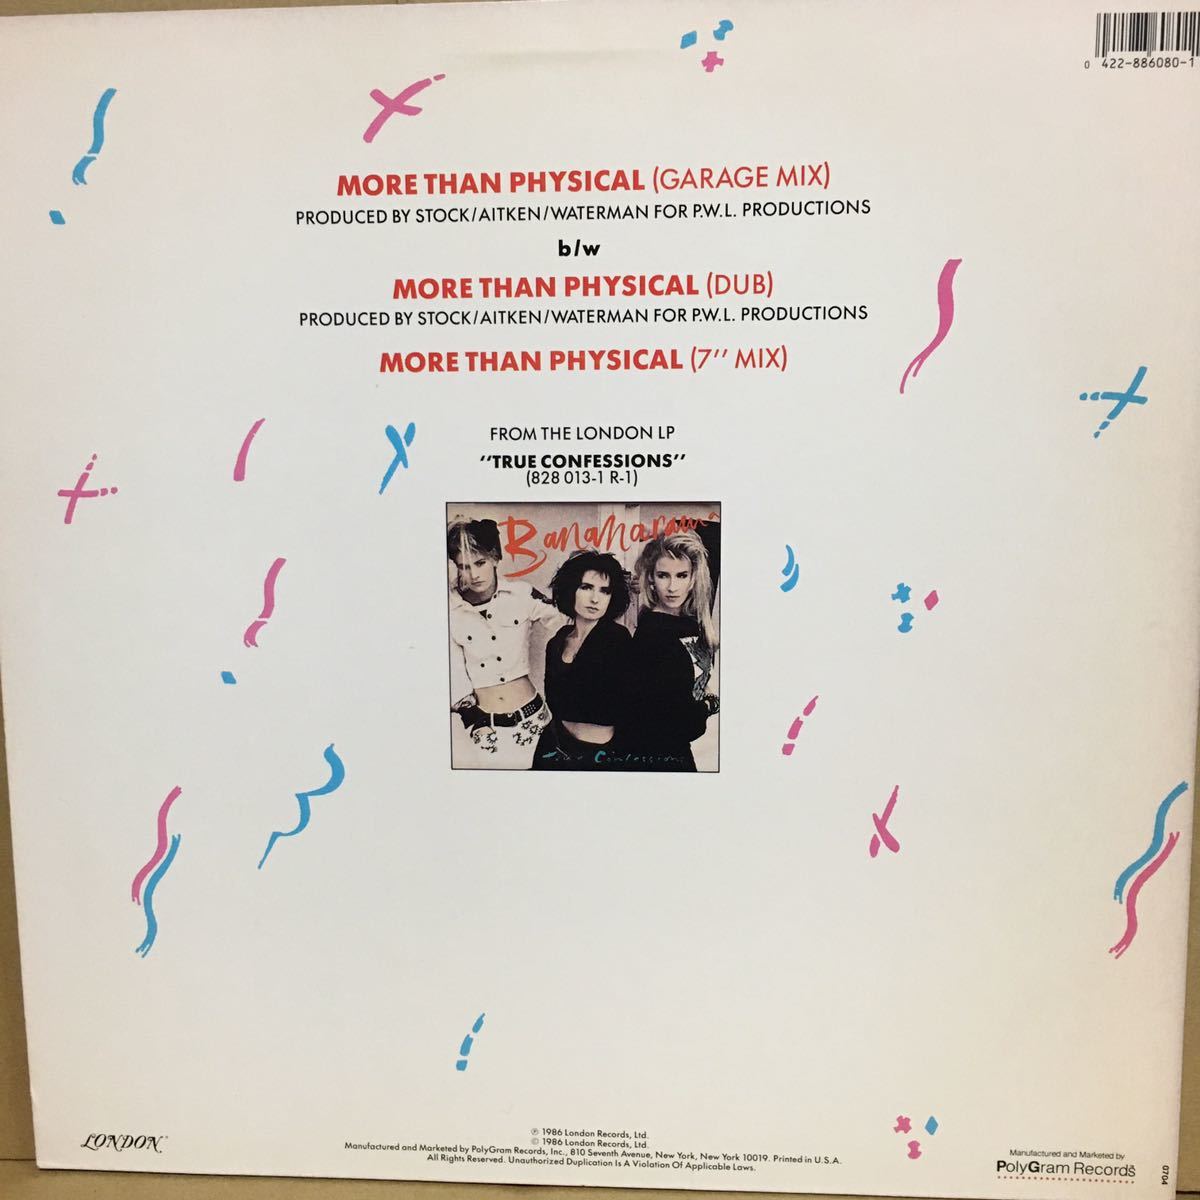 0 422-886080-1
MORE THAN PHYSICAL (GARAGE MIX)
PRODUCED BY STOCK/AITKEN/WATERMAN FOR P.W.L. PRODUCTIONS
b/w
MORE THAN PHYSICAL (DUB)
PRODUCED BY STOCK/AITKEN/WATERMAN FOR P.W.L. PRODUCTIONS
MORE THAN PHYSICAL (7'' MIX)
FROM THE LONDON LP
''TRUE CONFESSIONS''
(828 013-1 R-1)
Bananarama
True Confessions
LONDON
℗ 1986 London Records, Ltd.
© 1986 London Records, Ltd.
Manufactured and Marketed by PolyGram Records, Inc., 810 Seventh Avenue, New York, New York 10019. Printed in U.S.A.
All Rights Reserved. Unauthorized Duplication Is A Violation Of Applicable Laws.
Manufactured and Marketed by
PolyGram Records
0704